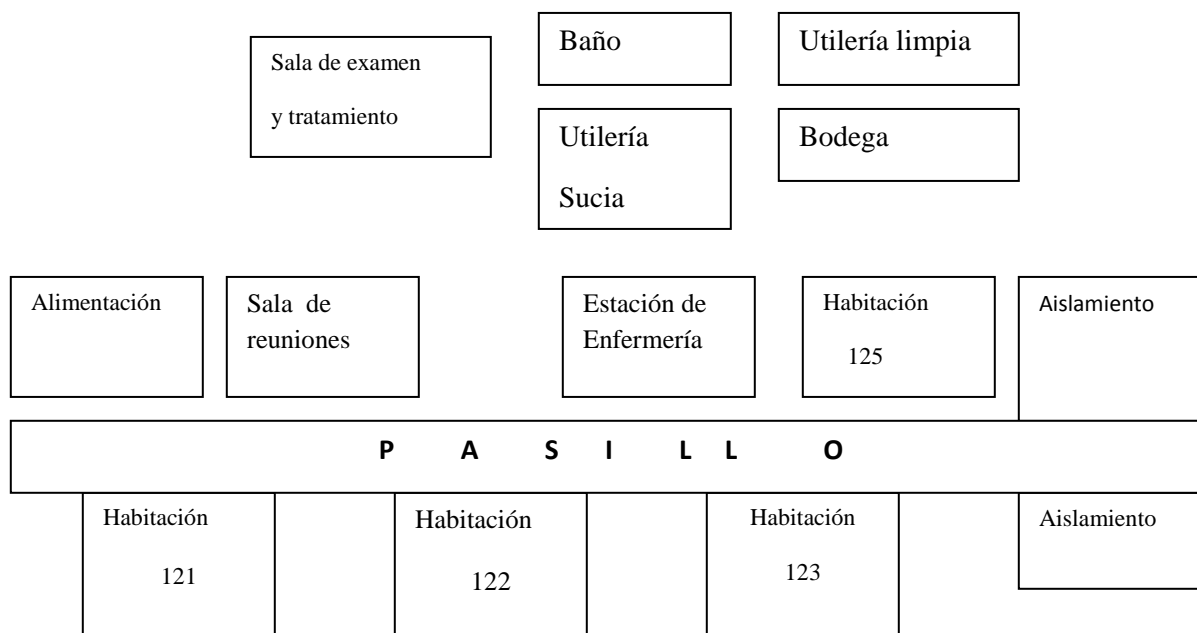 Sala de examen
y tratamiento
Baño
Utilería limpia
Utilería
Sucia
Bodega
Alimentación
Sala de
reuniones
Estación de
Enfermería
Habitación
125
Aislamiento
P A S I L L O
Habitación
121
Habitación
122
Habitación
123
Aislamiento